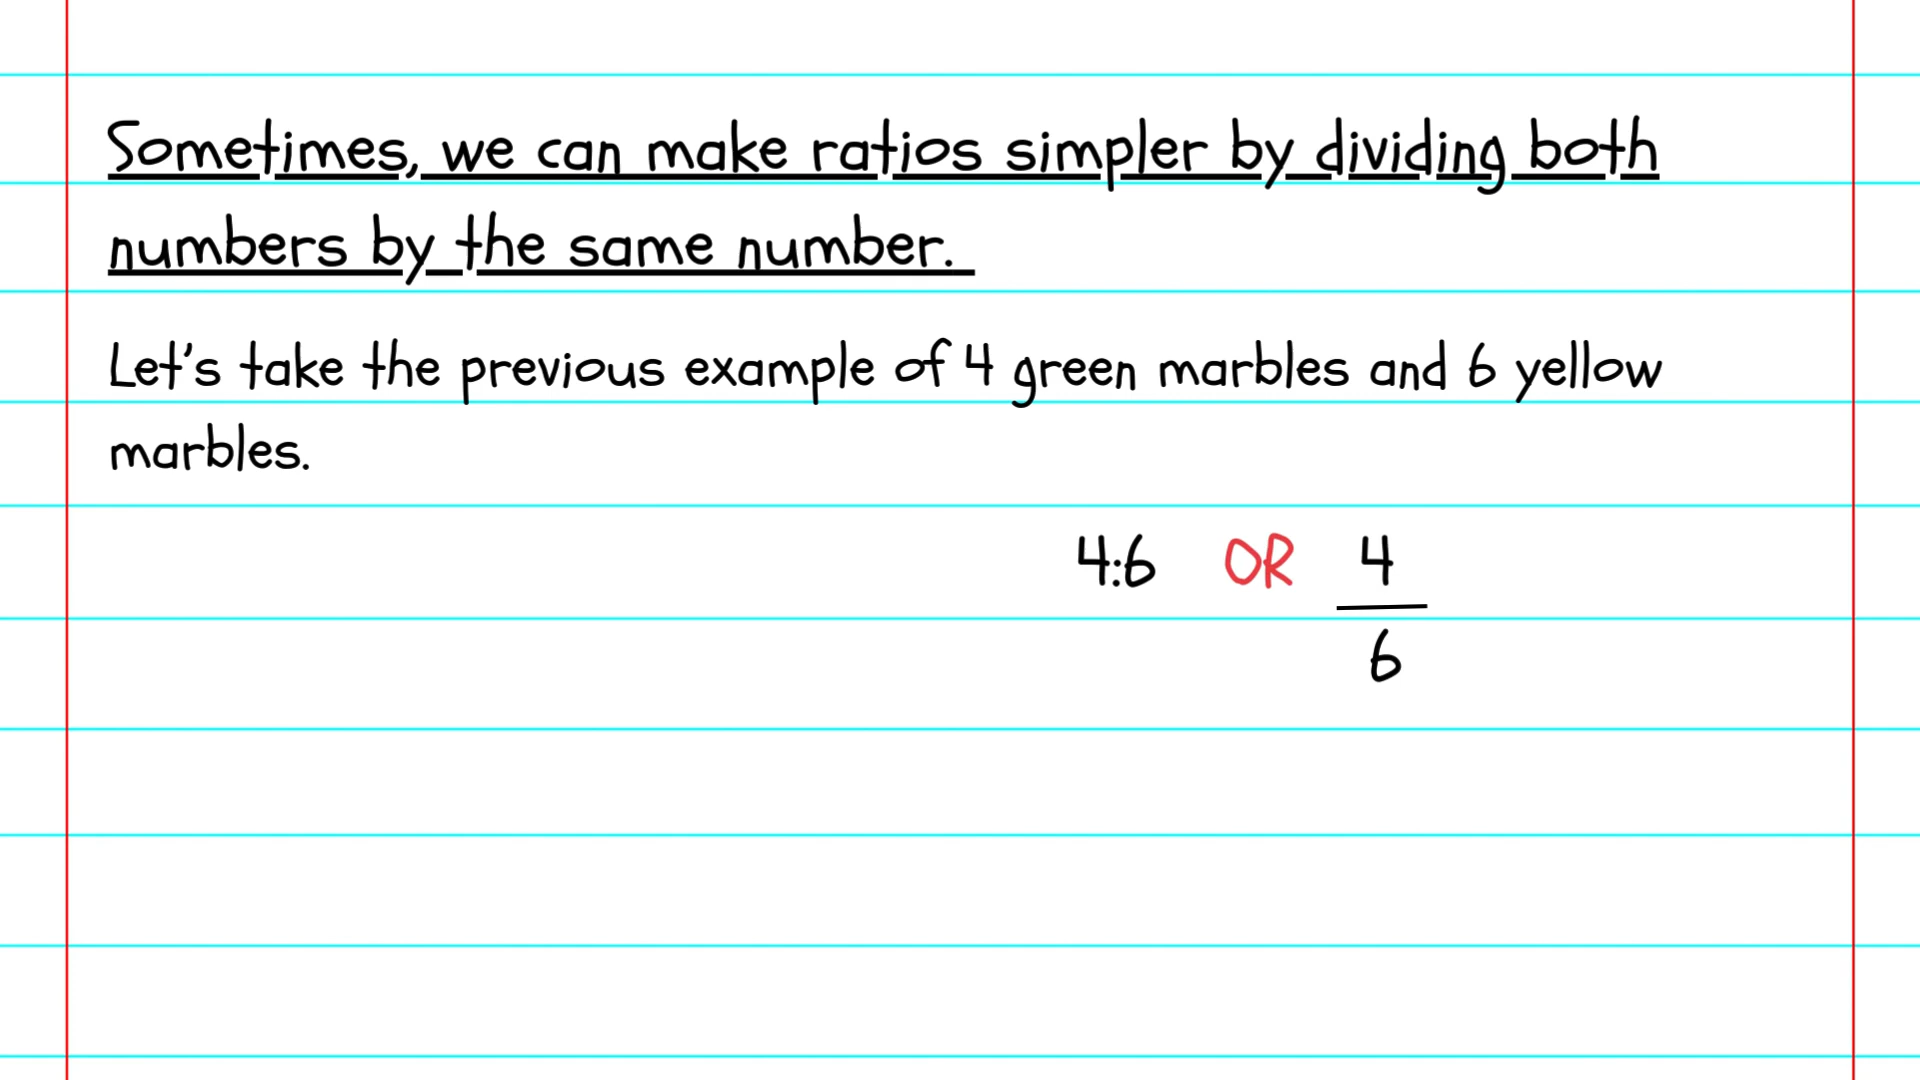 Sometimes, we can make ratios simpler by dividing both
numbers by the same number.
Let's take the previous example of 4 green marbles and 6 yellow
marbles.
4:6 OR 4
6